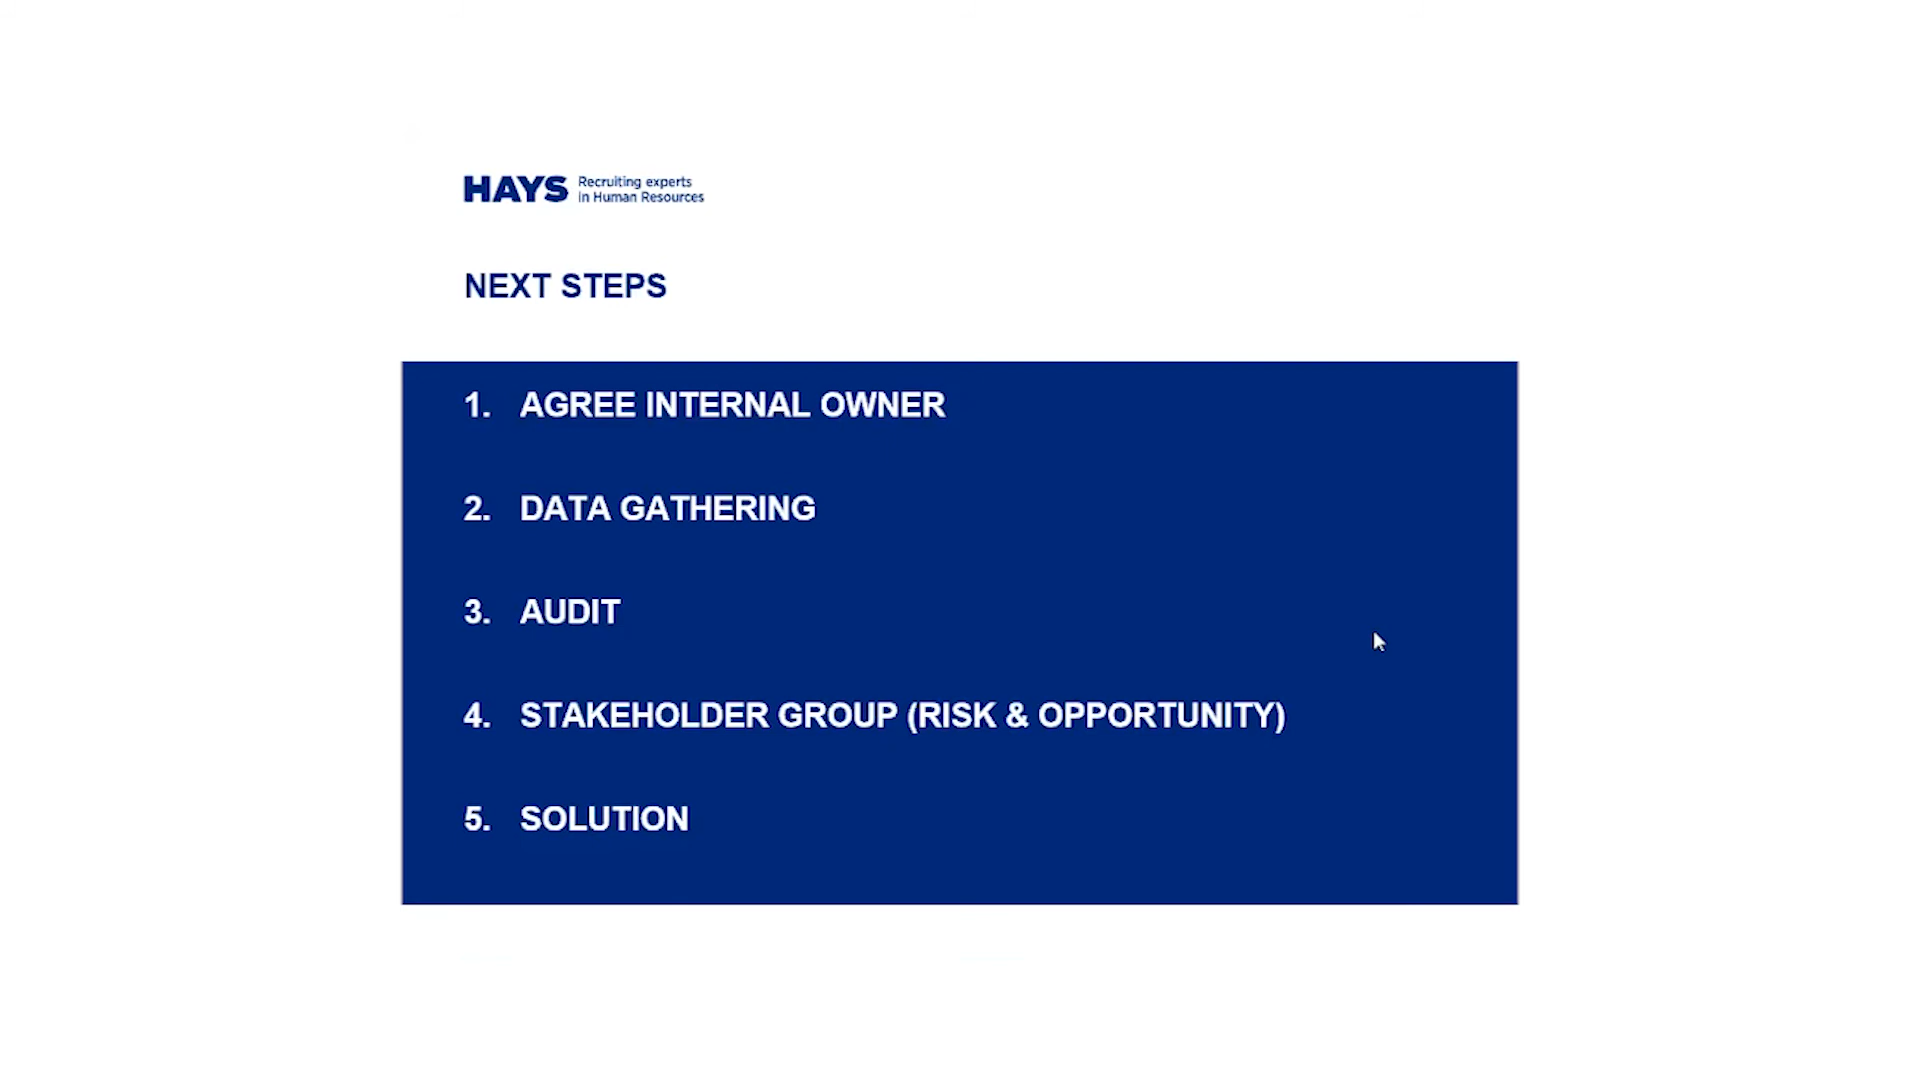 HAYS
Recruiting experts
in Human Resources
NEXT STEPS
1. AGREE INTERNAL OWNER
2. DATA GATHERING
3. AUDIT
4. STAKEHOLDER GROUP (RISK & OPPORTUNITY)
5. SOLUTION